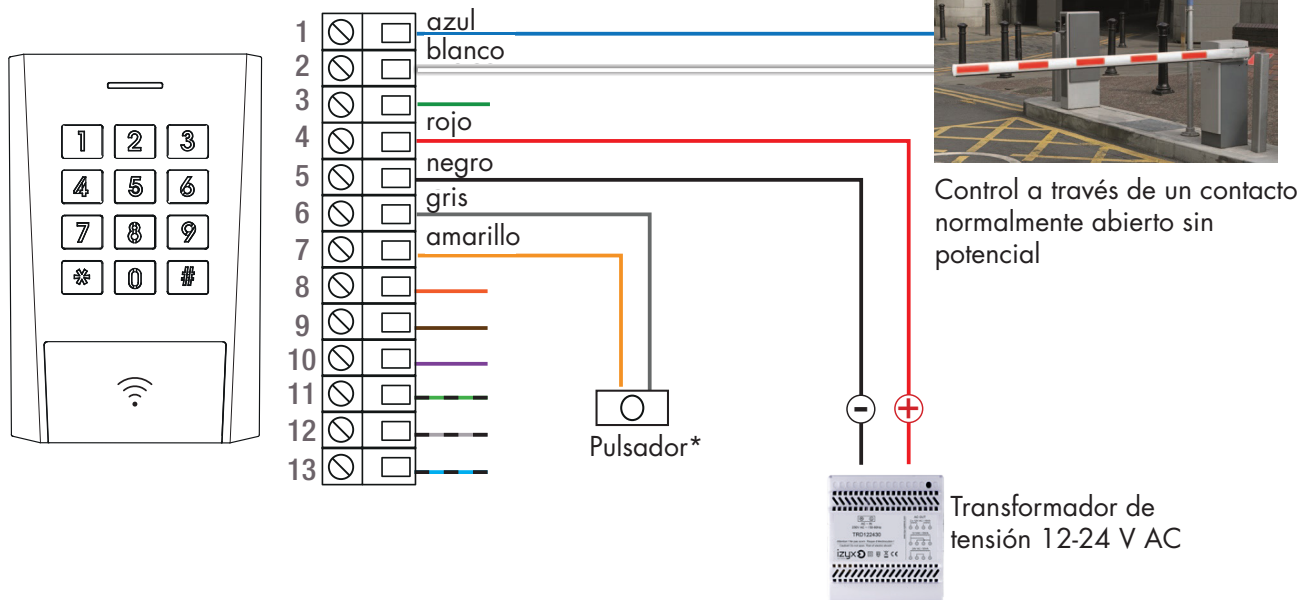 1 2 3
4 5 6
7 8 9
* 0 #
1 azul
2 blanco
3
4 rojo
5 negro
6 gris
7 amarillo
8
9
10
11
12
13
Pulsador*
-
+
Control a través de un contacto
normalmente abierto sin
potencial
TRD122430
izyx
Transformador de
tensión 12-24 V AC